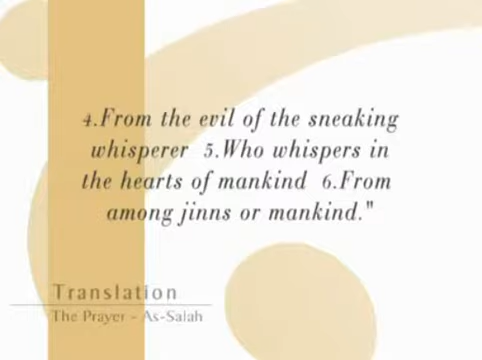 4.From the evil of the sneaking
whisperer 5.Who whispers in
the hearts of mankind 6.From
among jinns or mankind."
Translation
The Prayer - As-Salah